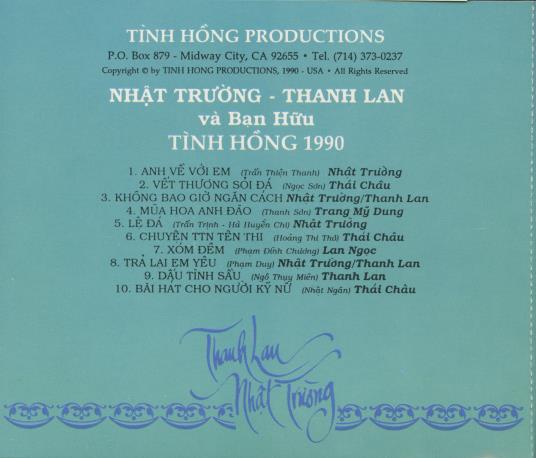 TÌNH HỒNG PRODUCTIONS
P.O. Box 879 - Midway City, CA 92655 • Tel. (714) 373-0237
Copyright © by TINH HONG PRODUCTIONS, 1990 - USA • All Rights Reserved
NHẬT TRƯỜNG - THANH LAN
và Bạn Hữu
TÌNH HỒNG 1990
1. ANH VỀ VỚI EM (Trần Thiện Thanh) Nhật Trường
2. VẾT THƯƠNG SỎI ĐÁ (Ngọc Sơn) Thái Châu
3. KHÔNG BAO GIỜ NGĂN CÁCH Nhật Trường/Thanh Lan
4. MÙA HOA ANH ĐÀO (Thanh Sơn) Trang Mỹ Dung
5. LỆ ĐÁ (Trần Trịnh - Hà Huyền Chi) Nhật Trường
6. CHUYỆN TTN TÊN THI (Hoàng Thi Thơ) Thái Châu
7. XÓM ĐÊM (Phạm Đình Chương) Lan Ngọc
8. TRẢ LẠI EM YÊU (Phạm Duy) Nhật Trường/Thanh Lan
9. DẤU TÌNH SẦU (Ngô Thụy Miên) Thanh Lan
10. BÀI HÁT CHO NGƯỜI KỸ NỮ (Nhật Ngân) Thái Châu
Thanh Lan
Nhật Trường